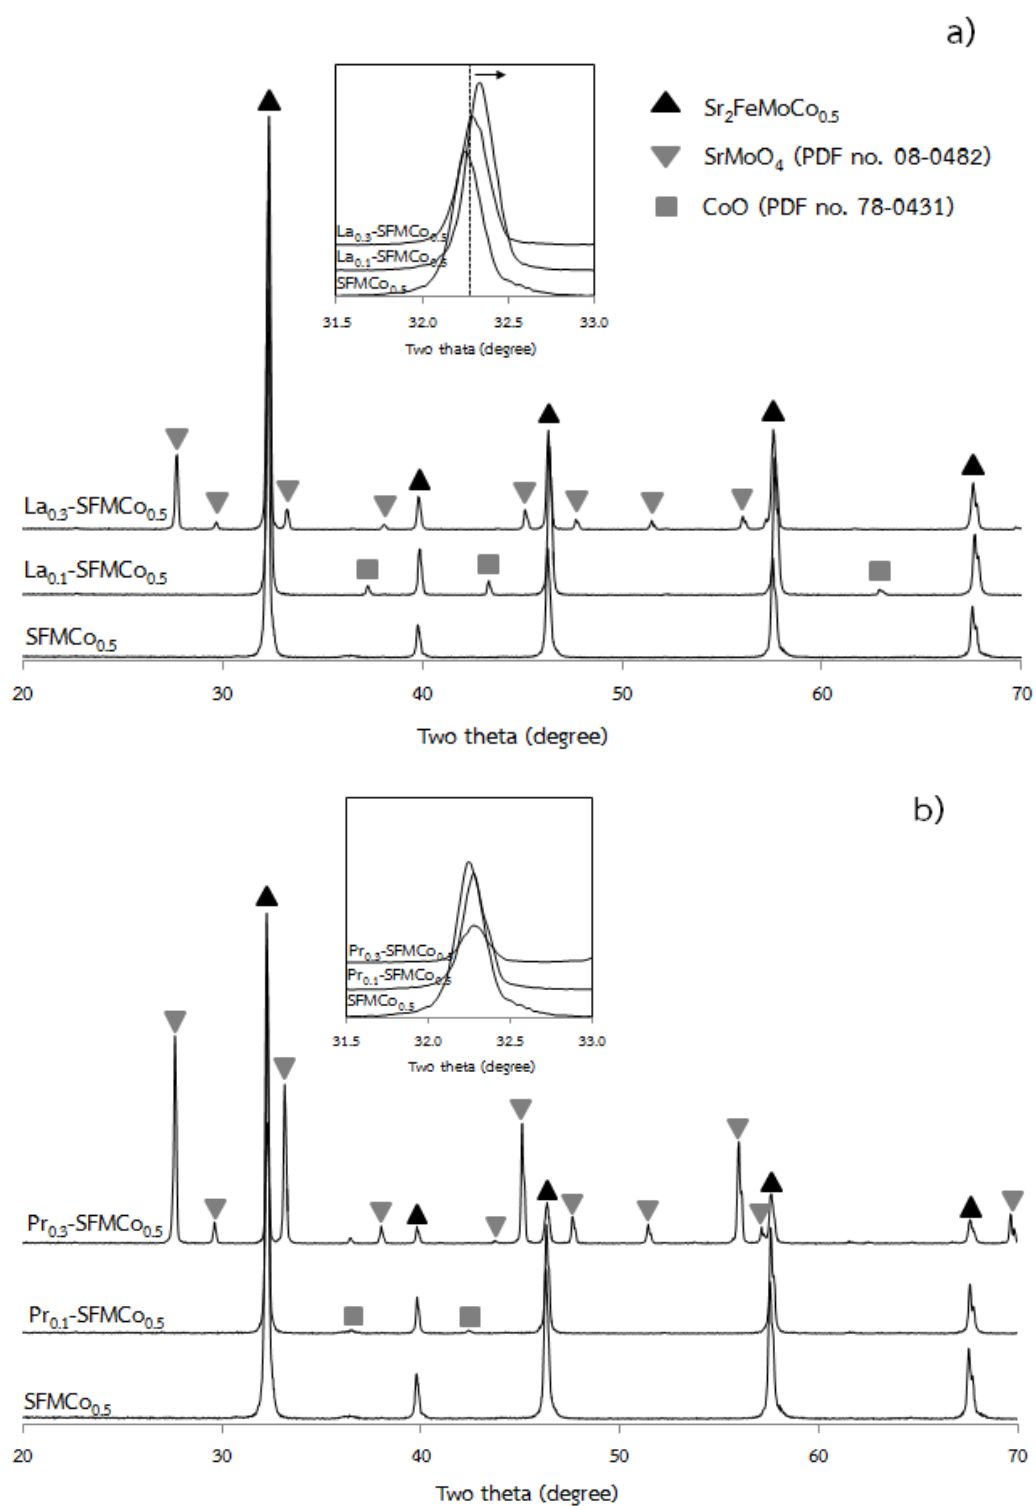 a)
Sr₂FeMoCo₀.₅
SrMoO₄ (PDF no. 08-0482)
CoO (PDF no. 78-0431)
La₀.₃-SFMCo₀.₅
La₀.₁-SFMCo₀.₅
SFMCo₀.₅
31.5 32.0 32.5 33.0
Two thata (degree)
La₀.₃-SFMCo₀.₅
La₀.₁-SFMCo₀.₅
SFMCo₀.₅
20 30 40 50 60 70
Two theta (degree)
b)
Pr₀.₃-SFMCo₀.₅
Pr₀.₁-SFMCo₀.₅
SFMCo₀.₅
31.5 32.0 32.5 33.0
Two theta (degree)
Pr₀.₃-SFMCo₀.₅
Pr₀.₁-SFMCo₀.₅
SFMCo₀.₅
20 30 40 50 60 70
Two theta (degree)